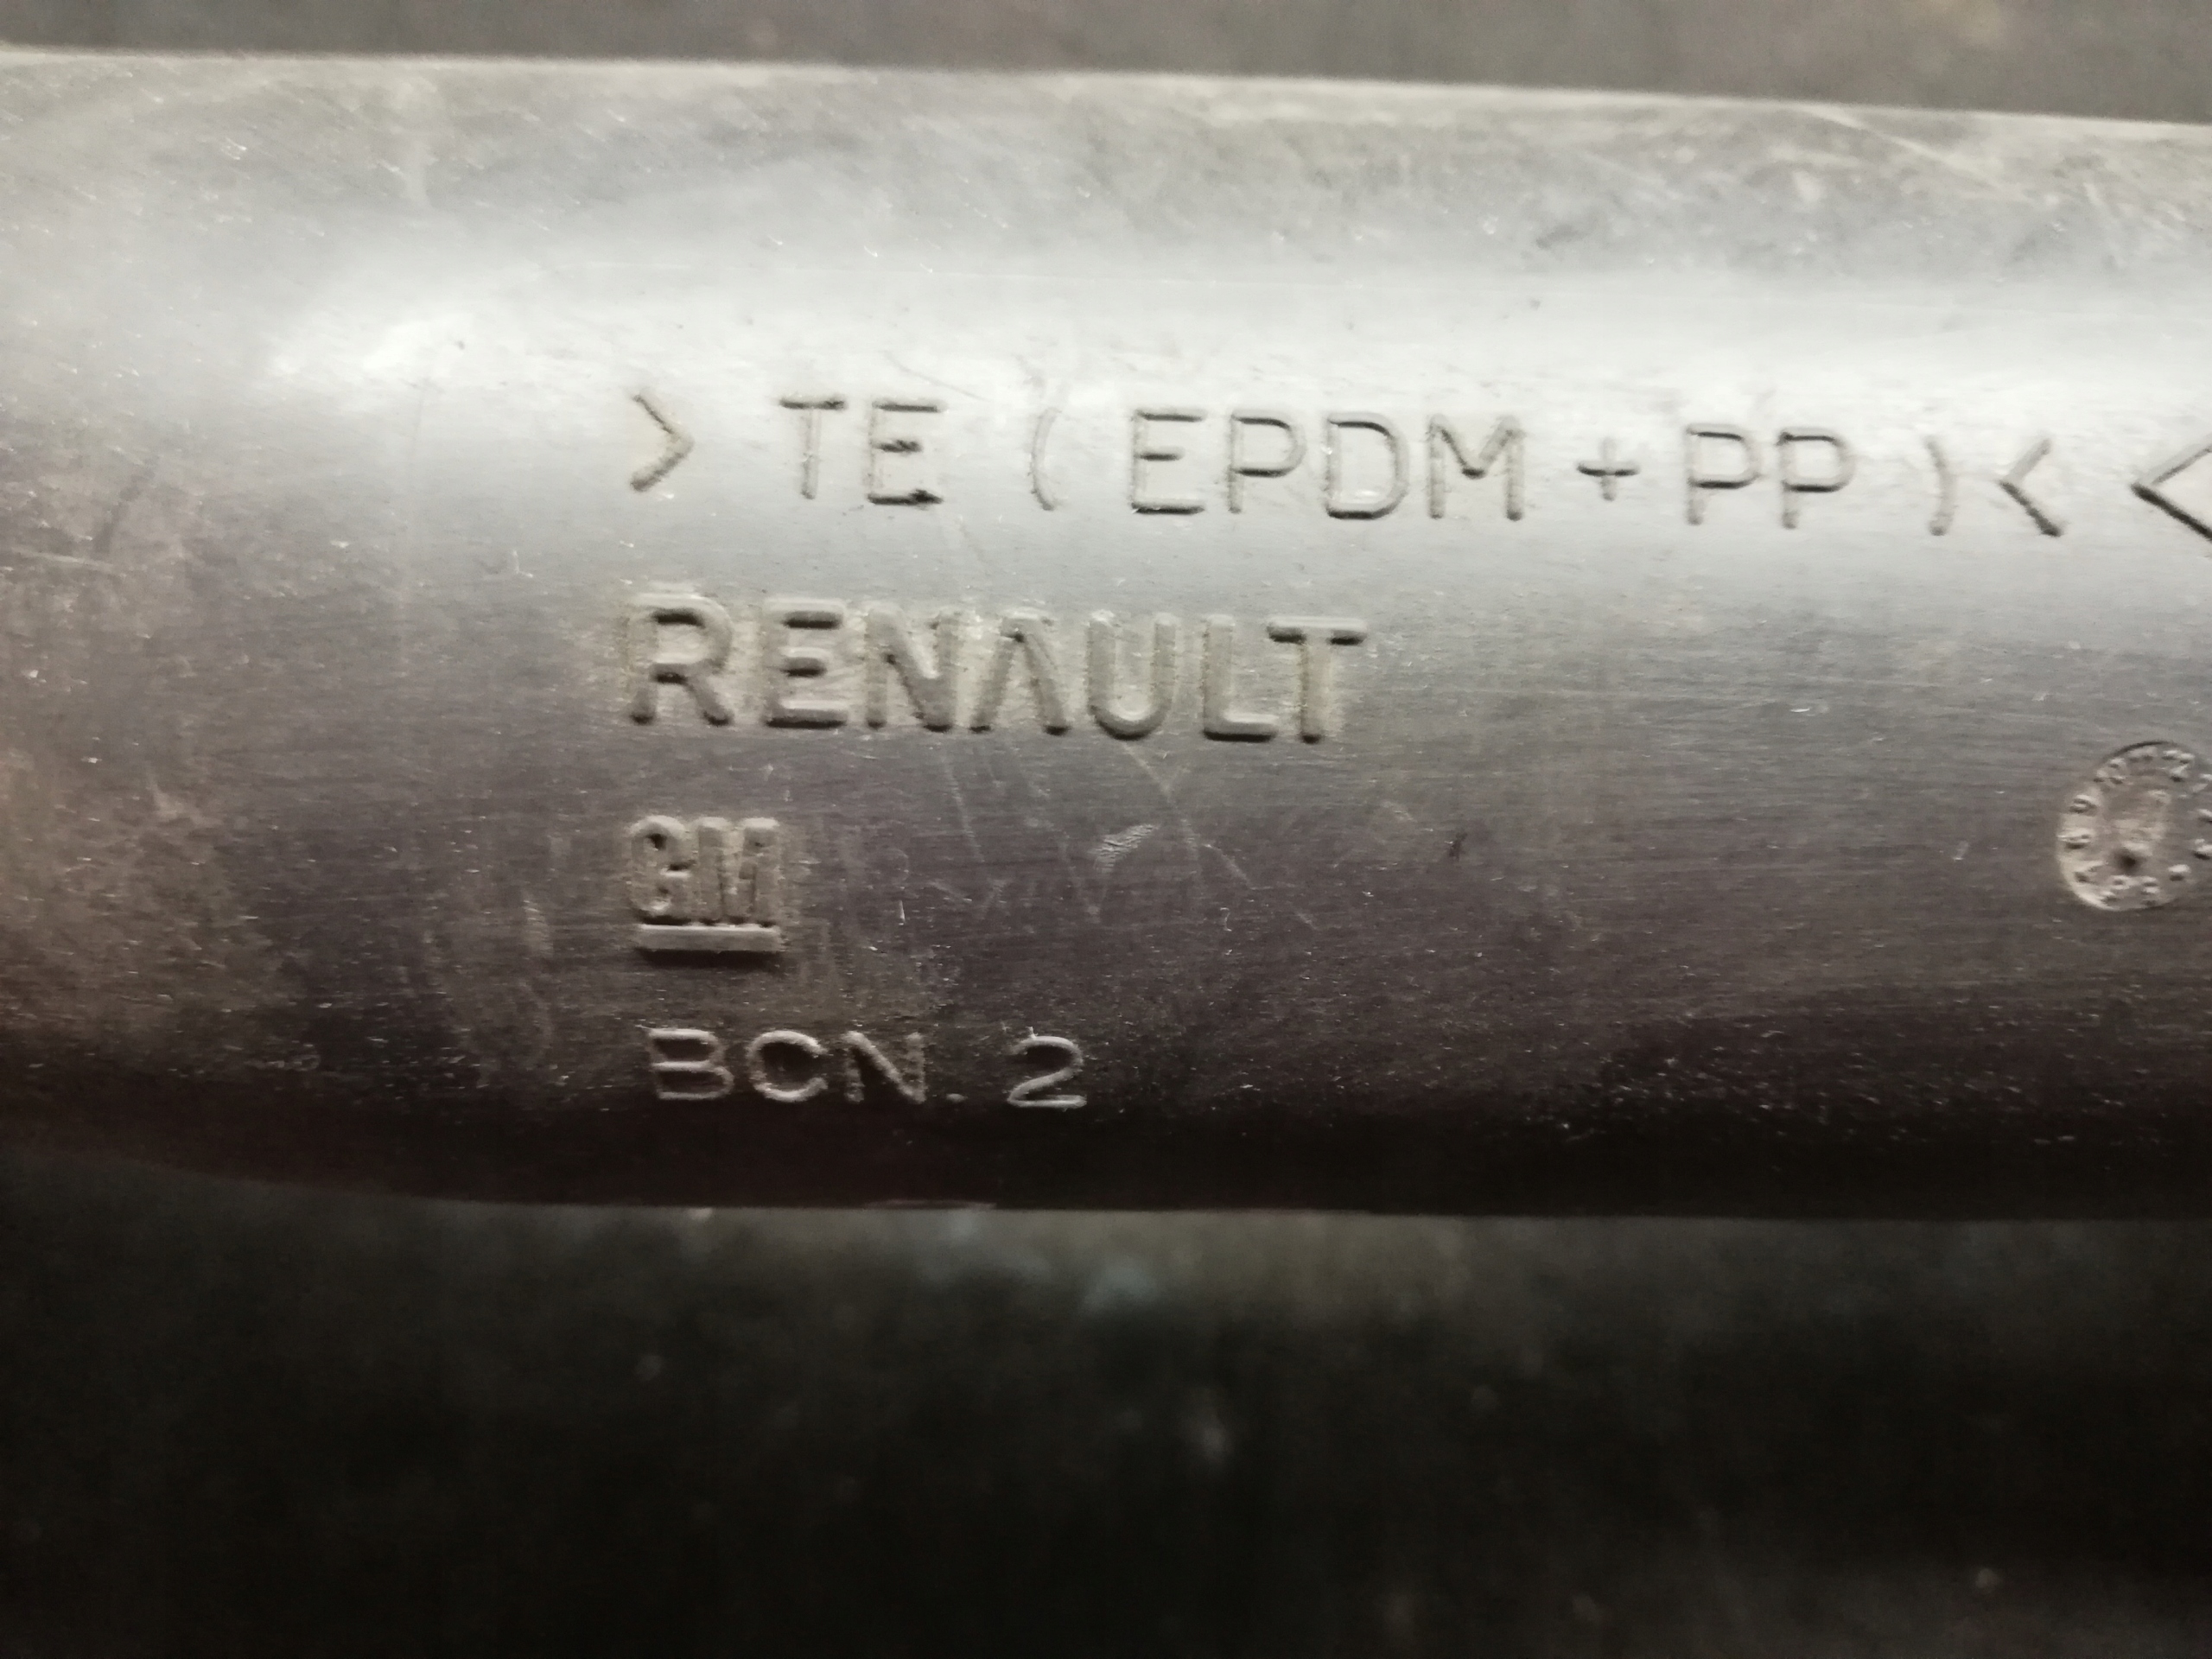 > TE (EPDM + PP)< <
RENAULT
GM
BCN. 2